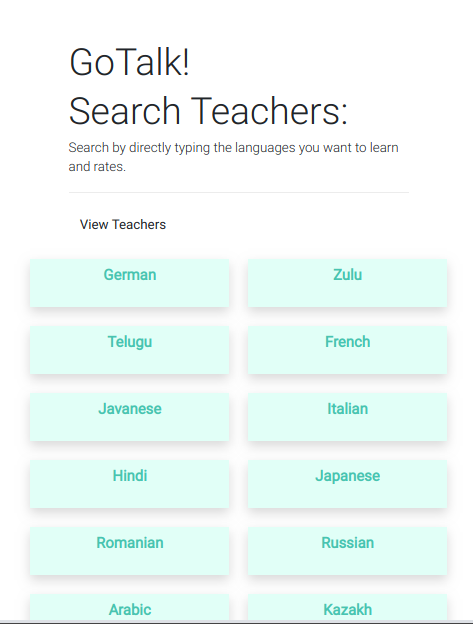 GoTalk!
Search Teachers:
Search by directly typing the languages you want to learn
and rates.
View Teachers
German
Zulu
Telugu
French
Javanese
Italian
Hindi
Japanese
Romanian
Russian
Arabic
Kazakh